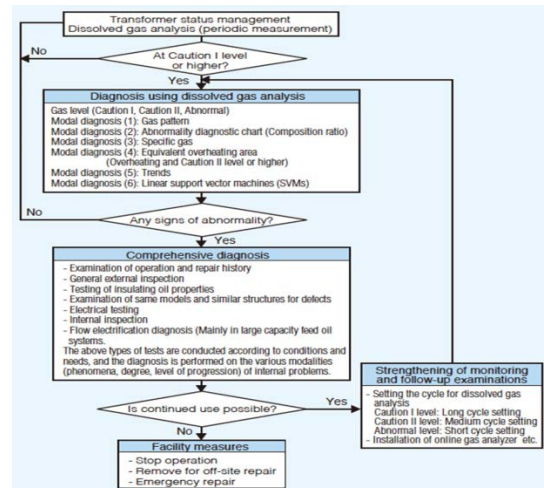 Transformer status management
Dissolved gas analysis (periodic measurement)
No
At Caution I level
or higher?
Yes
Diagnosis using dissolved gas analysis
Gas level (Caution I, Caution II, Abnormal)
Modal diagnosis (1): Gas pattern
Modal diagnosis (2): Abnormality diagnostic chart (Composition ratio)
Modal diagnosis (3): Specific gas
Modal diagnosis (4): Equivalent overheating area
(Overheating and Caution II level or higher)
Modal diagnosis (5): Trends
Modal diagnosis (6): Linear support vector machines (SVMs)
No
Any signs of abnormality?
Yes
Comprehensive diagnosis
- Examination of operation and repair history
- General external inspection
- Testing of insulating oil properties
- Examination of same models and similar structures for defects
- Electrical testing
- Internal inspection
- Flow electrification diagnosis (Mainly in large capacity feed oil
systems.
The above types of tests are conducted according to conditions and
needs, and the diagnosis is performed on the various modalities
(phenomena, degree, level of progression) of internal problems.
Is continued use possible?
Yes
No
Strengthening of monitoring
and follow-up examinations
- Setting the cycle for dissolved gas
analysis
Caution I level: Long cycle setting
Caution II level: Medium cycle setting
Abnormal level: Short cycle setting
- Installation of online gas analyzer etc.
Facility measures
- Stop operation
- Remove for off-site repair
- Emergency repair